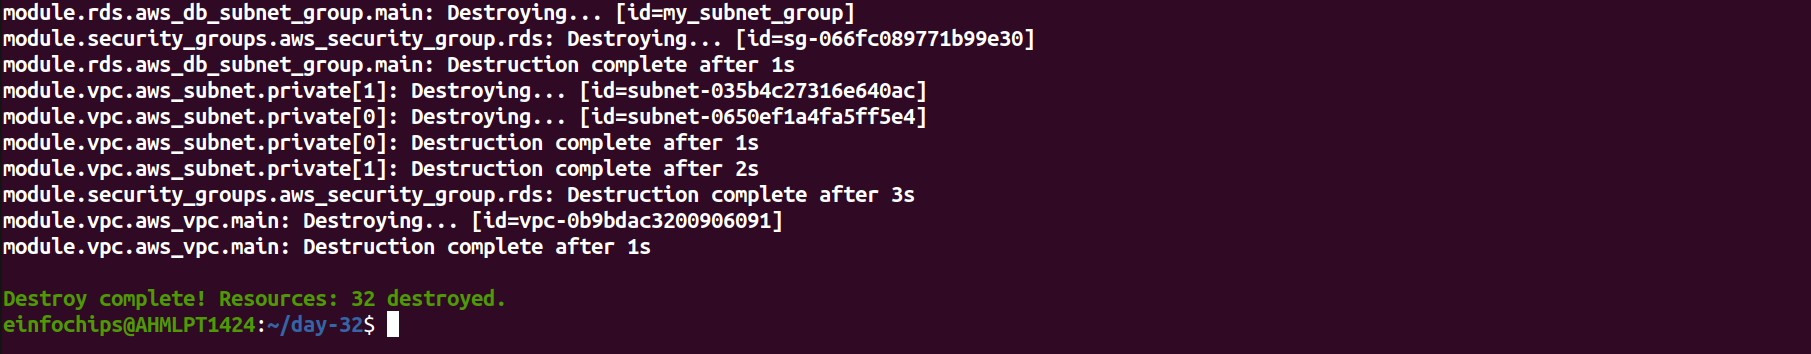 module.rds.aws_db_subnet_group.main: Destroying... [id=my_subnet_group]
module.security_groups.aws_security_group.rds: Destroying... [id=sg-066fc089771b99e30]
module.rds.aws_db_subnet_group.main: Destruction complete after 1s
module.vpc.aws_subnet.private[1]: Destroying... [id=subnet-035b4c27316e640ac]
module.vpc.aws_subnet.private[0]: Destroying... [id=subnet-0650ef1a4fa5ff5e4]
module.vpc.aws_subnet.private[0]: Destruction complete after 1s
module.vpc.aws_subnet.private[1]: Destruction complete after 2s
module.security_groups.aws_security_group.rds: Destruction complete after 3s
module.vpc.aws_vpc.main: Destroying... [id=vpc-0b9bdac3200906091]
module.vpc.aws_vpc.main: Destruction complete after 1s
Destroy complete! Resources: 32 destroyed.
einfochips@AHMLPT1424:~/day-32$